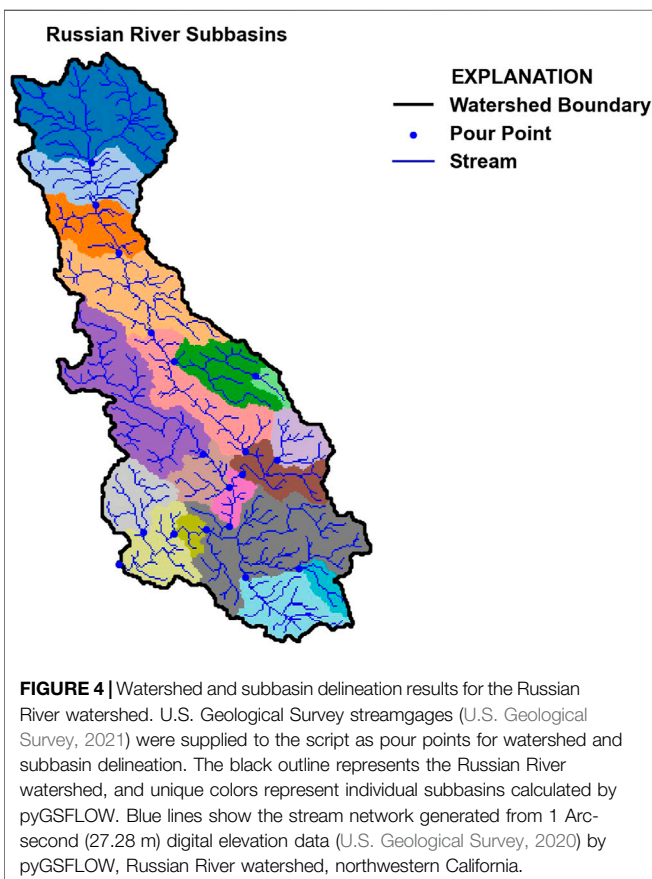 Russian River Subbasins
EXPLANATION
Watershed Boundary
Pour Point
Stream
FIGURE 4 | Watershed and subbasin delineation results for the Russian
River watershed. U.S. Geological Survey streamgages (U.S. Geological
Survey, 2021) were supplied to the script as pour points for watershed and
subbasin delineation. The black outline represents the Russian River
watershed, and unique colors represent individual subbasins calculated by
pyGSFLOW. Blue lines show the stream network generated from 1 Arc-
second (27.28 m) digital elevation data (U.S. Geological Survey, 2020) by
pyGSFLOW, Russian River watershed, northwestern California.